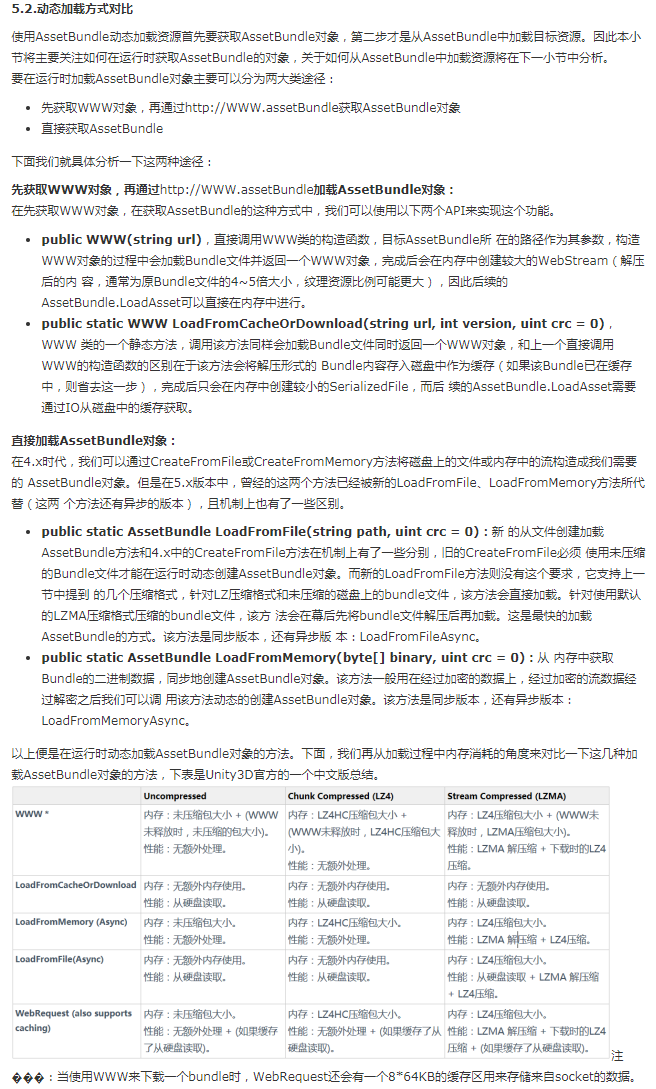 5.2.动态加载方式对比
使用AssetBundle动态加载资源首先要获取AssetBundle对象，第二步才是从AssetBundle中加载目标资源。因此本小
节将主要关注如何在运行时获取AssetBundle的对象，关于如何从AssetBundle中加载资源将在下一小节中分析。
要在运行时加载AssetBundle对象主要可以分为两大类途径：
• 先获取WWW对象，再通过http://WWW.assetBundle获取AssetBundle对象
• 直接获取AssetBundle
下面我们就具体分析一下这两种途径：
先获取WWW对象，再通过http://WWW.assetBundle加载AssetBundle对象：
在先获取WWW对象，在获取AssetBundle的这种方式中，我们可以使用以下两个API来实现这个功能。
• public WWW(string url)，直接调用WWW类的构造函数，目标AssetBundle所 在的路径作为其参数，构造
WWW对象的过程中会加载Bundle文件并返回一个WWW对象，完成后会在内存中创建较大的WebStream（解压
后的内 容，通常为原Bundle文件的4~5倍大小，纹理资源比例可能更大），因此后续的
AssetBundle.LoadAsset可以直接在内存中进行。
• public static WWW LoadFromCacheOrDownload(string url, int version, uint crc = 0)，
WWW 类的一个静态方法，调用该方法同样会加载Bundle文件同时返回一个WWW对象，和上一个直接调用
WWW的构造函数的区别在于该方法会将解压形式的 Bundle内容存入磁盘中作为缓存（如果该Bundle已在缓存
中，则省去这一步），完成后只会在内存中创建较小的SerializedFile，而后 续的AssetBundle.LoadAsset需要
通过IO从磁盘中的缓存获取。
直接加载AssetBundle对象：
在4.x时代，我们可以通过CreateFromFile或CreateFromMemory方法将磁盘上的文件或内存中的流构造成我们需要
的 AssetBundle对象。但是在5.x版本中，曾经的这两个方法已经被新的LoadFromFile、LoadFromMemory方法所代
替（这两 个方法还有异步的版本），且机制上也有了一些区别。
• public static AssetBundle LoadFromFile(string path, uint crc = 0)：新 的从文件创建加载
AssetBundle方法和4.x中的CreateFromFile方法在机制上有了一些分别，旧的CreateFromFile必须 使用未压缩
的Bundle文件才能在运行时动态创建AssetBundle对象。而新的LoadFromFile方法则没有这个要求，它支持上一
节中提到 的几个压缩格式，针对LZ压缩格式和未压缩的磁盘上的bundle文件，该方法会直接加载。针对使用默认
的LZMA压缩格式压缩的bundle文件，该方 法会在幕后先将bundle文件解压后再加载。这是最快的加载
AssetBundle的方式。该方法是同步版本，还有异步版 本：LoadFromFileAsync。
• public static AssetBundle LoadFromMemory(byte[] binary, uint crc = 0)：从 内存中获取
Bundle的二进制数据，同步地创建AssetBundle对象。该方法一般用在经过加密的数据上，经过加密的流数据经
过解密之后我们可以调 用该方法动态的创建AssetBundle对象。该方法是同步版本，还有异步版本：
LoadFromMemoryAsync。
以上便是在运行时动态加载AssetBundle对象的方法。下面，我们再从加载过程中内存消耗的角度来对比一下这几种加
载AssetBundle对象的方法，下表是Unity3D官方的一个中文版总结。
Uncompressed Chunk Compressed (LZ4) Stream Compressed (LZMA)
WWW * 内存：未压缩包大小 + (WWW 内存：LZ4HC压缩包大小 + 内存：LZ4压缩包大小 + (WWW未
未释放时，未压缩的包大小)。 (WWW未释放时，LZ4HC压缩包大 释放时，LZMA压缩包大小)。
性能：无额外处理。 小)。 性能：LZMA 解压缩 + 下载时的LZ4
性能：无额外处理。 压缩。
LoadFromCacheOrDownload 内存：无额外内存使用。 内存：无额外内存使用。 内存：无额外内存使用。
性能：从硬盘读取。 性能：从硬盘读取。 性能：从硬盘读取。
LoadFromMemory (Async) 内存：未压缩包大小。 内存：LZ4HC压缩包大小。 内存：LZ4压缩包大小。
性能：无额外处理。 性能：无额外处理。 性能：LZMA 解压缩 + LZ4压缩。
LoadFromFile(Async) 内存：无额外内存使用。 内存：无额外内存使用。 内存：LZ4压缩包大小。
性能：从硬盘读取。 性能：从硬盘读取。 性能：从硬盘读取 + LZMA 解压缩
+ LZ4压缩。
WebRequest (also supports 内存：未压缩包大小。 内存：LZ4HC压缩包大小。 内存：LZ4压缩包大小。
caching) 性能：无额外处理 + (如果缓存 性能：无额外处理 + (如果缓存了从 性能：LZMA 解压缩 + 下载时的LZ4
了从硬盘读取)。 硬盘读取)。 压缩 + (如果缓存了从硬盘读取)。
注
���：当使用WWW来下载一个bundle时，WebRequest还会有一个8*64KB的缓存区用来存储来自socket的数据。